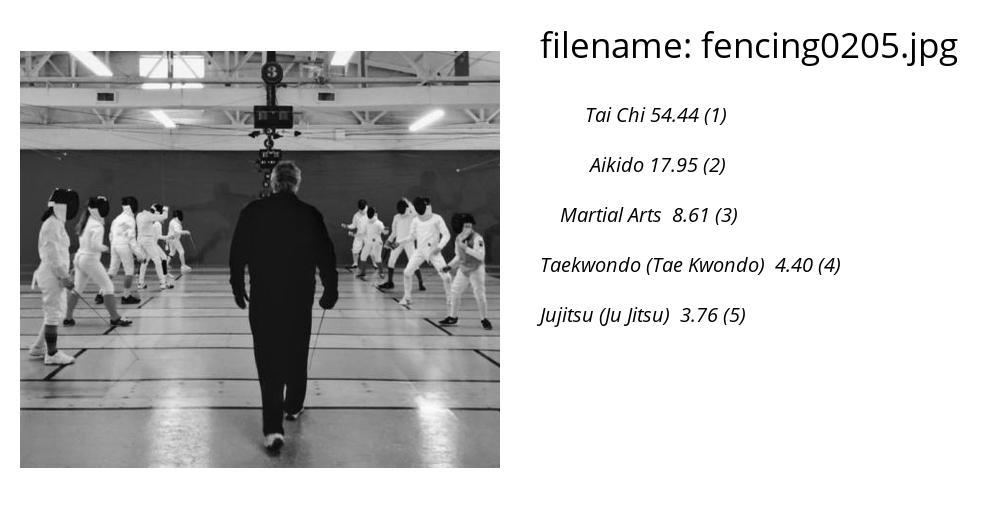 filename: fencing0205.jpg
3
Tai Chi 54.44 (1)
Aikido 17.95 (2)
Martial Arts 8.61 (3)
Taekwondo (Tae Kwondo) 4.40 (4)
Jujitsu (Ju Jitsu) 3.76 (5)